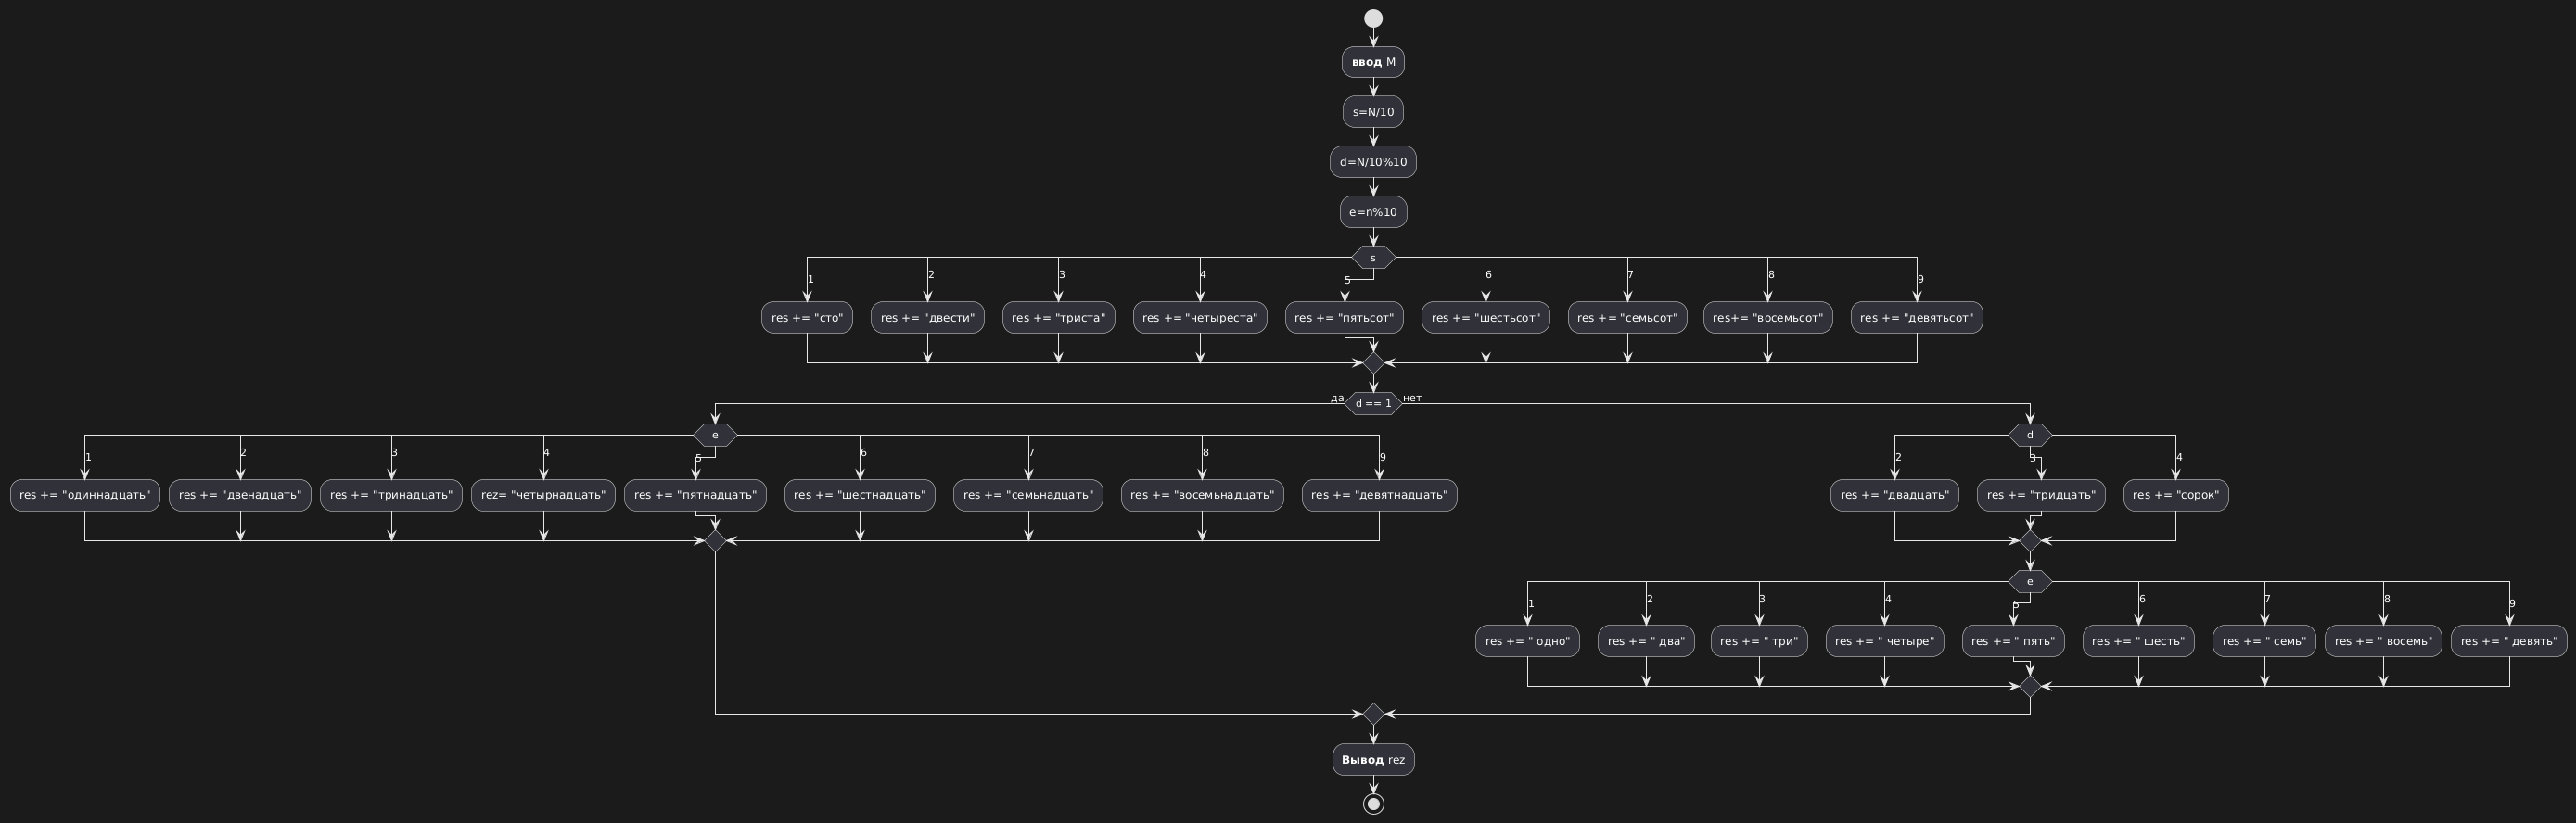 ввод M
s=N/10
d=N/10%10
e=n%10
s
1
2
3
4
5
6
7
8
9
res += "сто"
res += "двести"
res += "триста"
res += "четыреста"
res += "пятьсот"
res += "шестьсот"
res += "семьсот"
res+= "восемьсот"
res += "девятьсот"
да
d == 1
нет
e
1
2
3
4
5
6
7
8
9
res += "одиннадцать"
res += "двенадцать"
res += "тринадцать"
rez= "четырнадцать"
res += "пятнадцать"
res += "шестнадцать"
res += "семьнадцать"
res += "восемьнадцать"
res += "девятнадцать"
d
2
3
4
res += "двадцать"
res += "тридцать"
res += "сорок"
e
1
2
3
4
5
6
7
8
9
res += " одно"
res += " два"
res += " три"
res += " четыре"
res += " пять"
res += " шесть"
res += " семь"
res += " восемь"
res += " девять"
Вывод rez